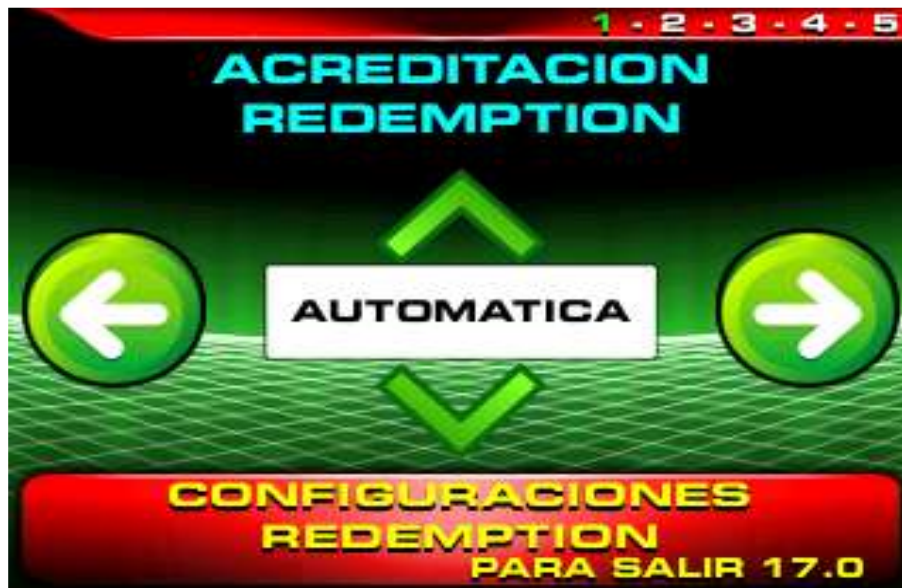 1 - 2 - 3 - 4 - 5
ACREDITACION
REDEMPTION
AUTOMATICA
CONFIGURACIONES
REDEMPTION
PARA SALIR 17.0